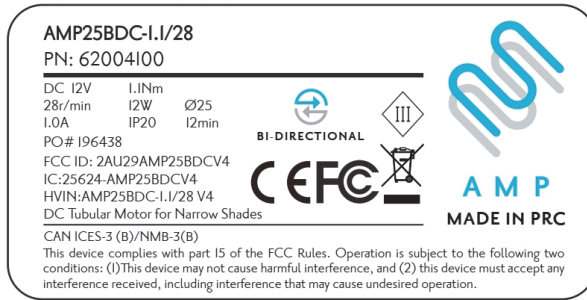 AMP25BDC-1.1/28
PN: 62004100
DC 12V 1.1Nm
28r/min 12W Ø25
1.0A IP20 12min
PO# 196438
FCC ID: 2AU29AMP25BDCV4
IC:25624-AMP25BDCV4
HVIN:AMP25BDC-1.1/28 V4
DC Tubular Motor for Narrow Shades
BI-DIRECTIONAL
III
CE FC
AMP
MADE IN PRC
CAN ICES-3 (B)/NMB-3(B)
This device complies with part 15 of the FCC Rules. Operation is subject to the following two
conditions: (1)This device may not cause harmful interference, and (2) this device must accept any
interference received, including interference that may cause undesired operation.